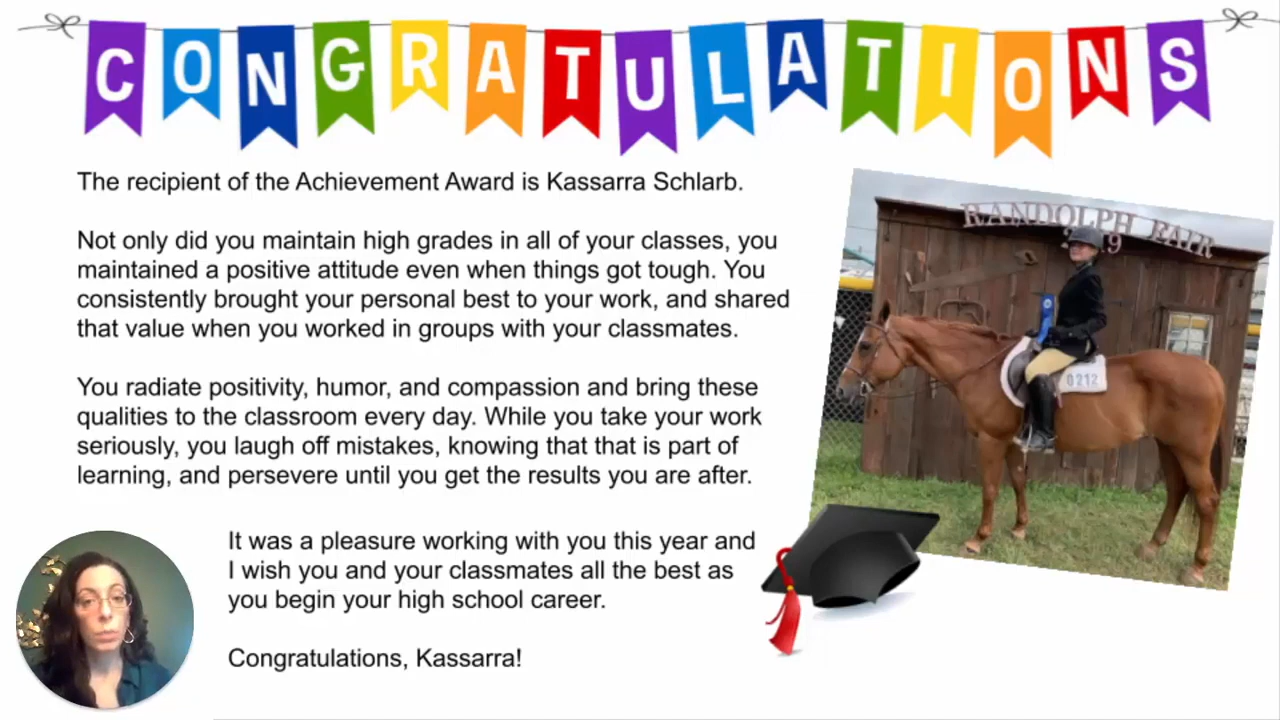 CONGRATULATIONS
The recipient of the Achievement Award is Kassarra Schlarb.
Not only did you maintain high grades in all of your classes, you
maintained a positive attitude even when things got tough. You
consistently brought your personal best to your work, and shared
that value when you worked in groups with your classmates.
You radiate positivity, humor, and compassion and bring these
qualities to the classroom every day. While you take your work
seriously, you laugh off mistakes, knowing that that is part of
learning, and persevere until you get the results you are after.
It was a pleasure working with you this year and
I wish you and your classmates all the best as
you begin your high school career.
Congratulations, Kassarra!
RANDOLPH FAIR
0212